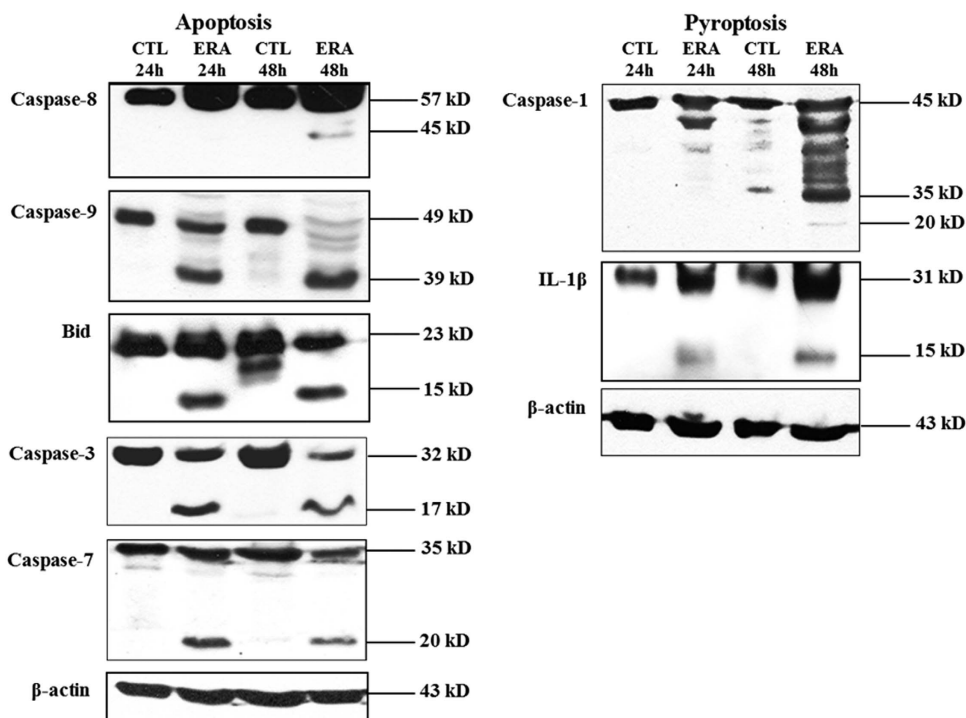 Apoptosis
CTL ERA CTL ERA
24h 24h 48h 48h
Caspase-8
57 kD
45 kD
Caspase-9
49 kD
39 kD
Bid
23 kD
15 kD
Caspase-3
32 kD
17 kD
Caspase-7
35 kD
20 kD
β-actin
43 kD
Pyroptosis
CTL ERA CTL ERA
24h 24h 48h 48h
Caspase-1
45 kD
35 kD
20 kD
IL-1β
31 kD
15 kD
β-actin
43 kD